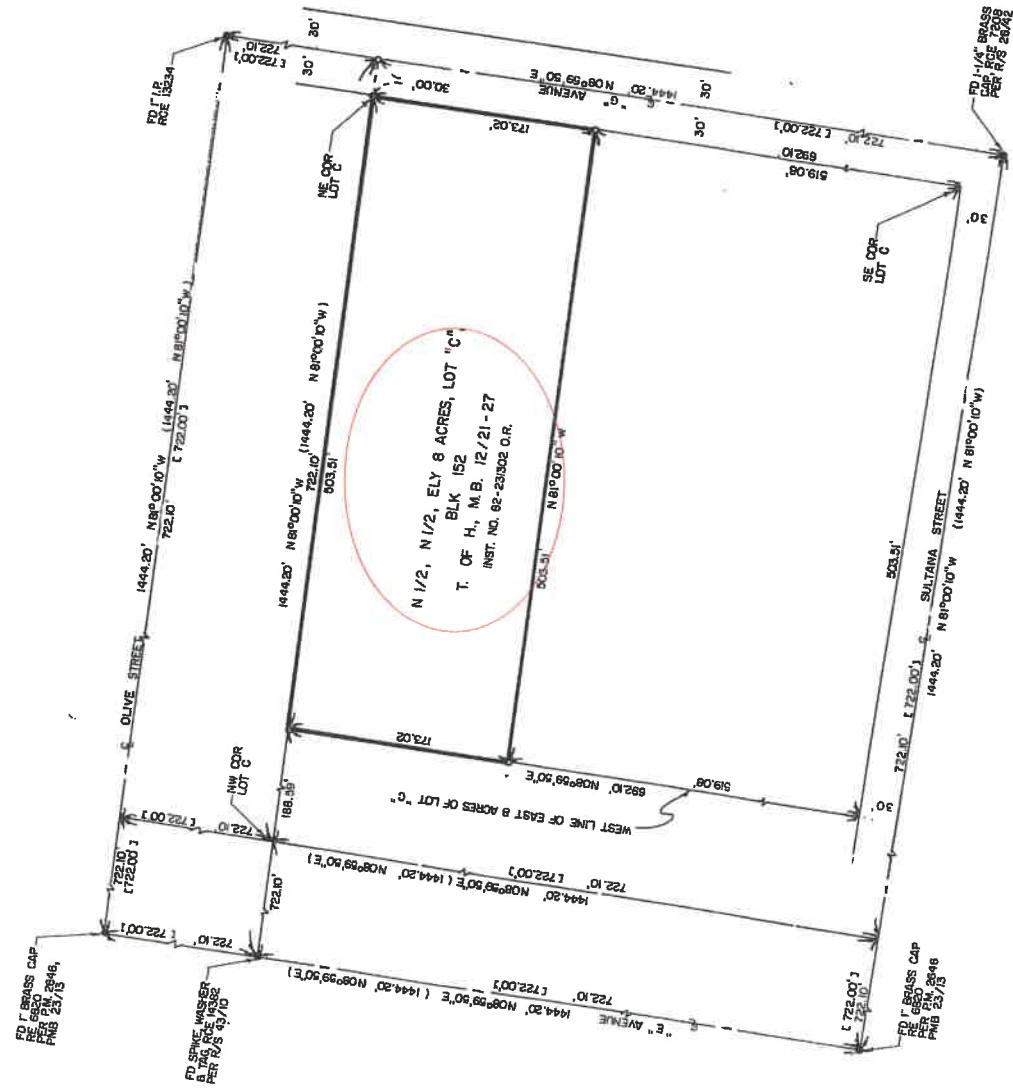 FD 1" I.P.
RCE 13234
30'
30'
722.10'
[722.00']
OLIVE STREET
1444.20' N81°00'10"W (1444.20' N81°00'10"W)
722.10' [722.00']
NE COR
LOT C
30.00'
"G" AVENUE
N08°59'50"E
1444.20'
30'
30'
722.10' [722.00']
FD 1-1/4" BRASS
CAP, RCE 7208
PER R/S 26/42
173.02'
692.10'
519.08'
SE COR
LOT C
30'
1444.20' N81°00'10"W (1444.20' N81°00'10"W)
722.10'
503.51'
N 1/2, N 1/2, ELY 8 ACRES, LOT "C",
BLK 152
T. OF H., M.B. 12/21-27
INST. NO. 82-231302 O.R.
503.51'
N81°00'10"W
173.02
NW COR
LOT C
188.59'
722.10'
722.10'
[722.00']
722.10' [722.00']
722.10' [722.00']
FD 1" BRASS CAP
RE 6820
PER P.M. 2646,
PMB 23/13
FD SPIKE, WASHER
& TAG, RCE 14382
PER R/S 43/10
692.10' N08°59'50"E
519.08'
WEST LINE OF EAST 8 ACRES OF LOT "C"
1444.20' N08°59'50"E (1444.20' N08°59'50"E)
722.10' [722.00']
1444.20' N08°59'50"E (1444.20' N08°59'50"E)
722.10' [722.00']
"E" AVENUE
503.51'
30'
SULTANA STREET
722.10' [722.00']
1444.20' N81°00'10"W (1444.20' N81°00'10"W)
[722.00']
722.10'
FD 1" BRASS CAP
RE 6820
PER P.M. 2646
PMB 23/13